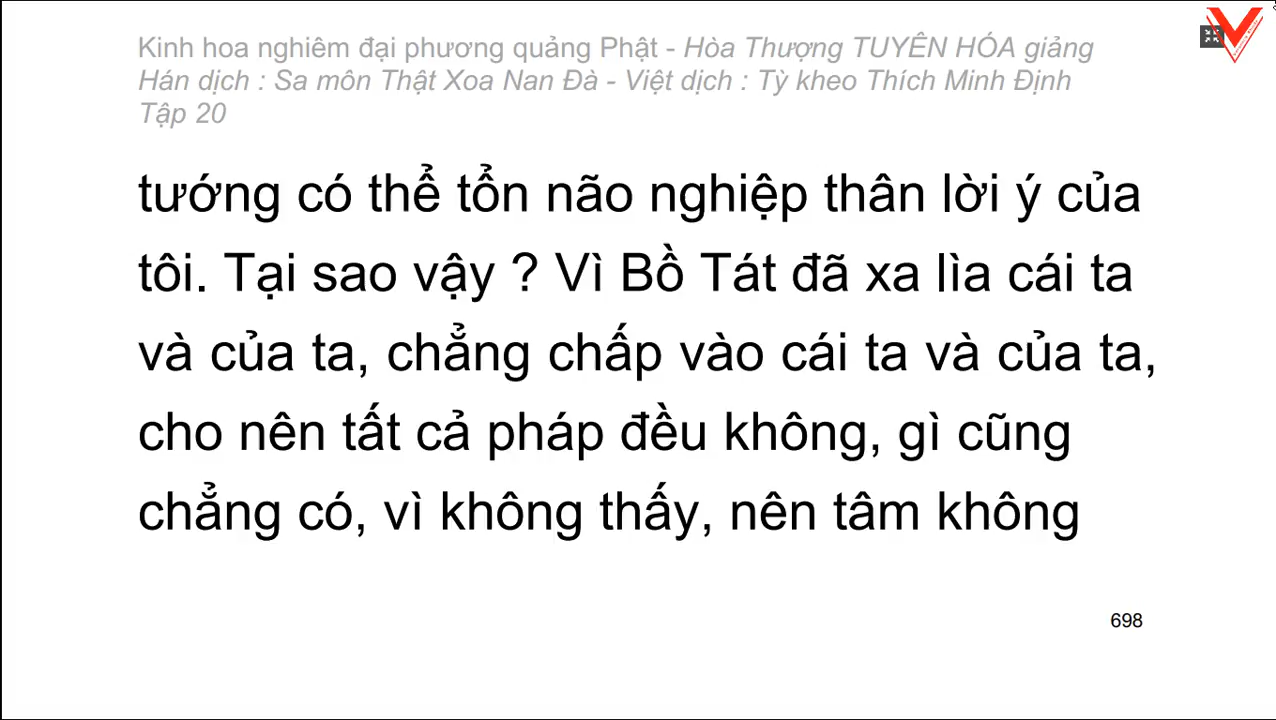 Kinh hoa nghiêm đại phương quảng Phật - Hòa Thượng TUYÊN HÓA giảng
Hán dịch : Sa môn Thật Xoa Nan Đà - Việt dịch : Tỳ kheo Thích Minh Định
Tập 20
tướng có thể tổn não nghiệp thân lời ý của
tôi. Tại sao vậy ? Vì Bồ Tát đã xa lìa cái ta
và của ta, chẳng chấp vào cái ta và của ta,
cho nên tất cả pháp đều không, gì cũng
chẳng có, vì không thấy, nên tâm không
698